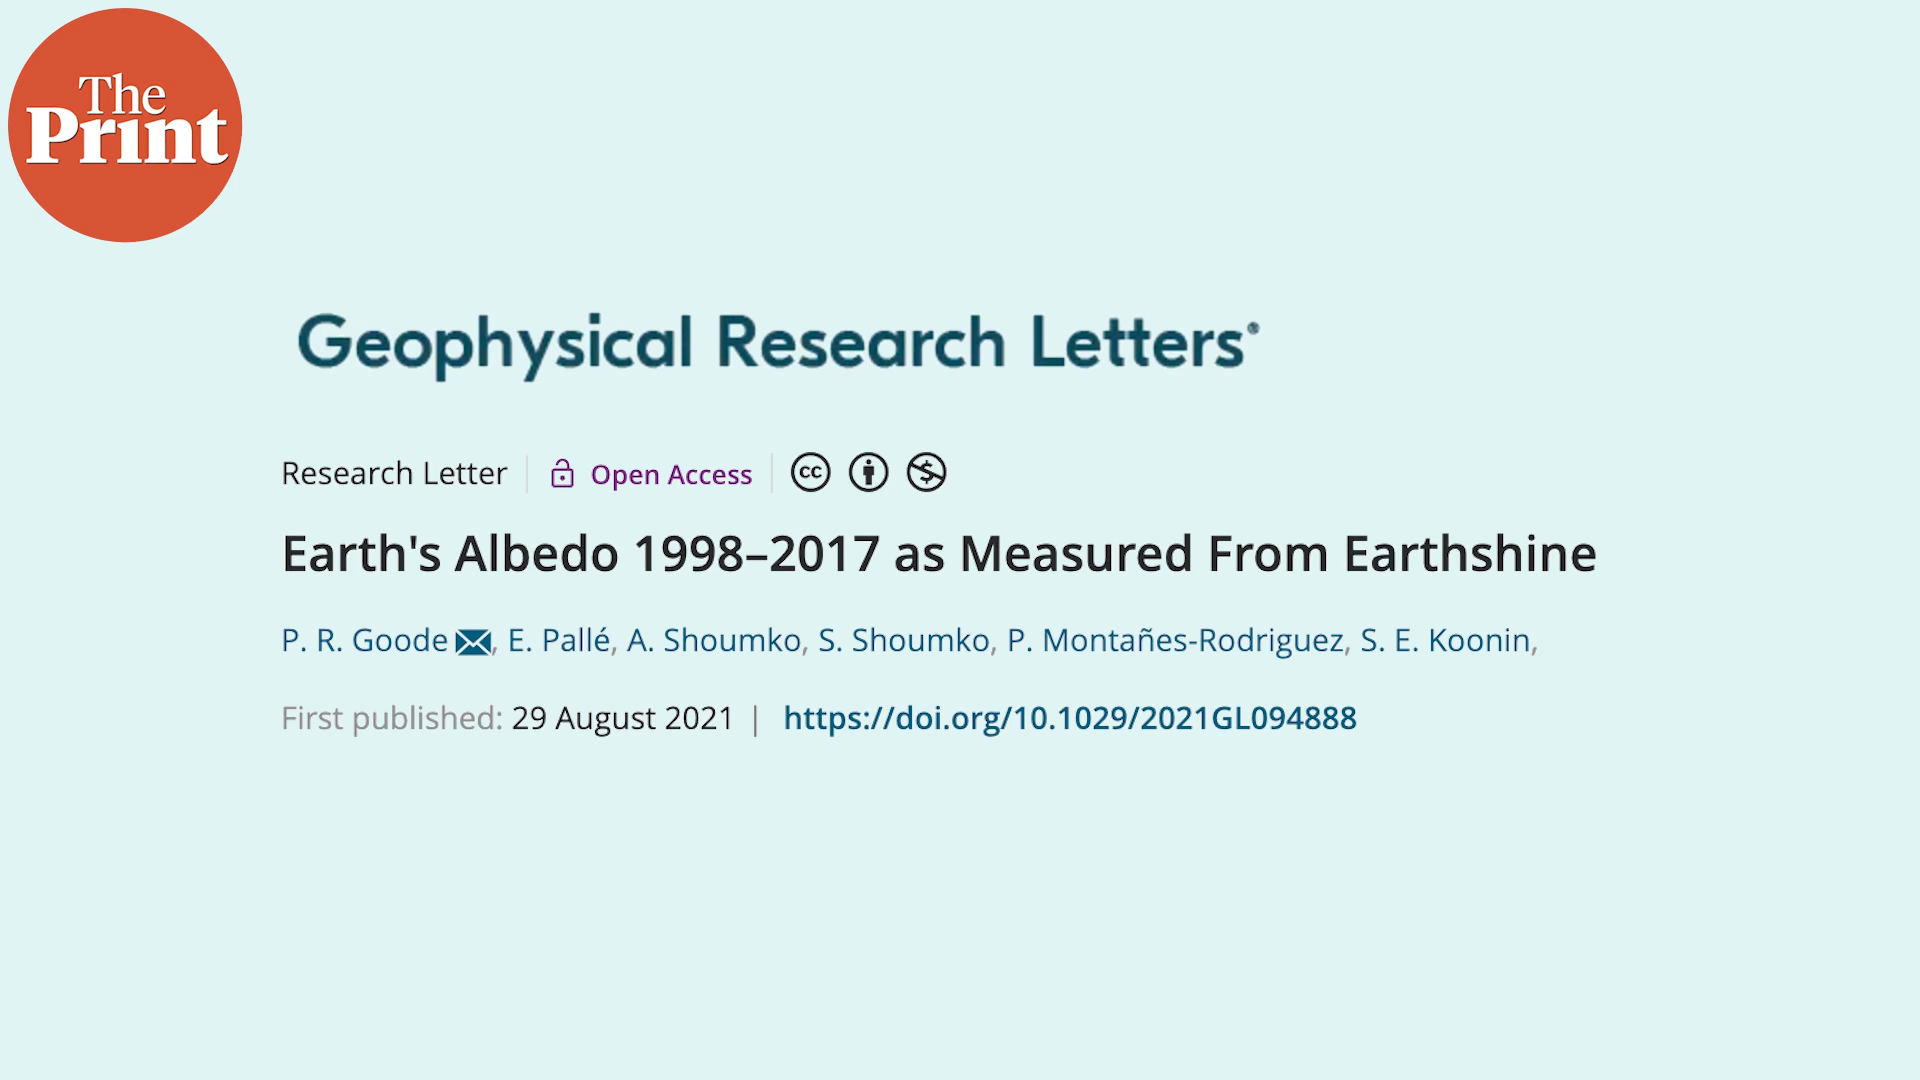 The
Print
Geophysical Research Letters®
Research Letter | Open Access | cc $
Earth's Albedo 1998–2017 as Measured From Earthshine
P. R. Goode, E. Pallé, A. Shoumko, S. Shoumko, P. Montañes-Rodriguez, S. E. Koonin,
First published: 29 August 2021 | https://doi.org/10.1029/2021GL094888